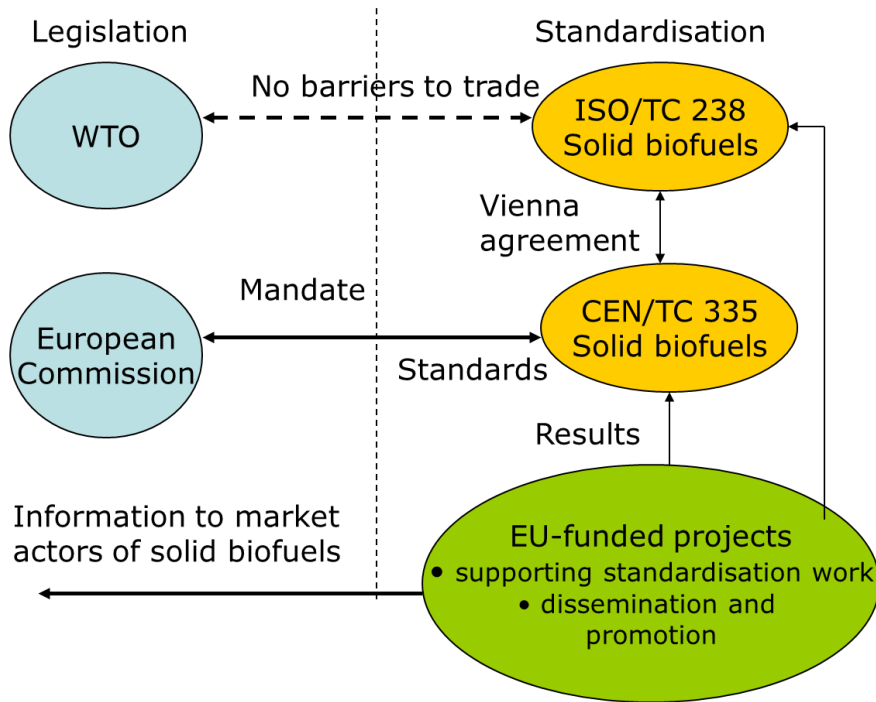 Legislation
Standardisation
No barriers to trade
WTO
ISO/TC 238
Solid biofuels
Vienna
agreement
Mandate
European
Commission
CEN/TC 335
Solid biofuels
Standards
Results
Information to market
actors of solid biofuels
EU-funded projects
• supporting standardisation work
• dissemination and
promotion